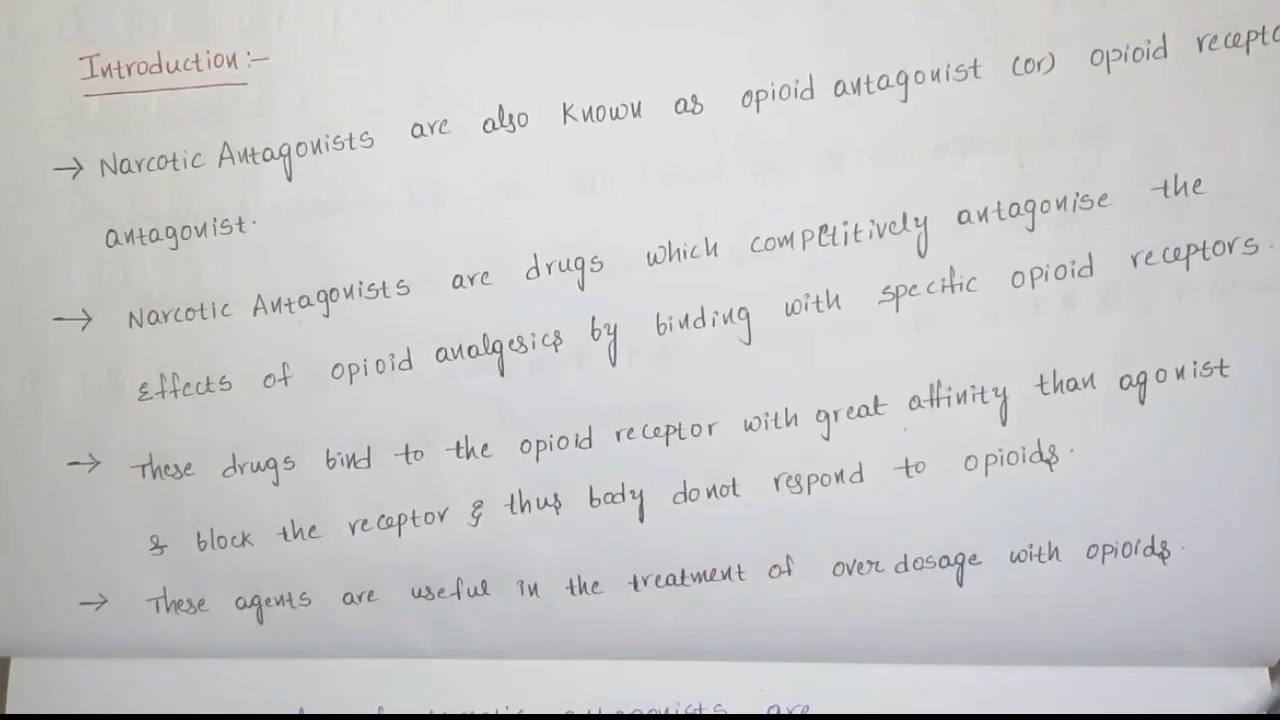 Introduction :-
→ Narcotic Antagonists are also known as opioid antagonist (or) opioid recepto
antagonist.
→ Narcotic Antagonists are drugs which competitively antagonise the
effects of opioid analgesics by binding with specific opioid receptors.
→ These drugs bind to the opioid receptor with great affinity than agonist
& block the receptor & thus body donot respond to opioids.
→ These agents are useful in the treatment of over dosage with opioids.
antagonists are